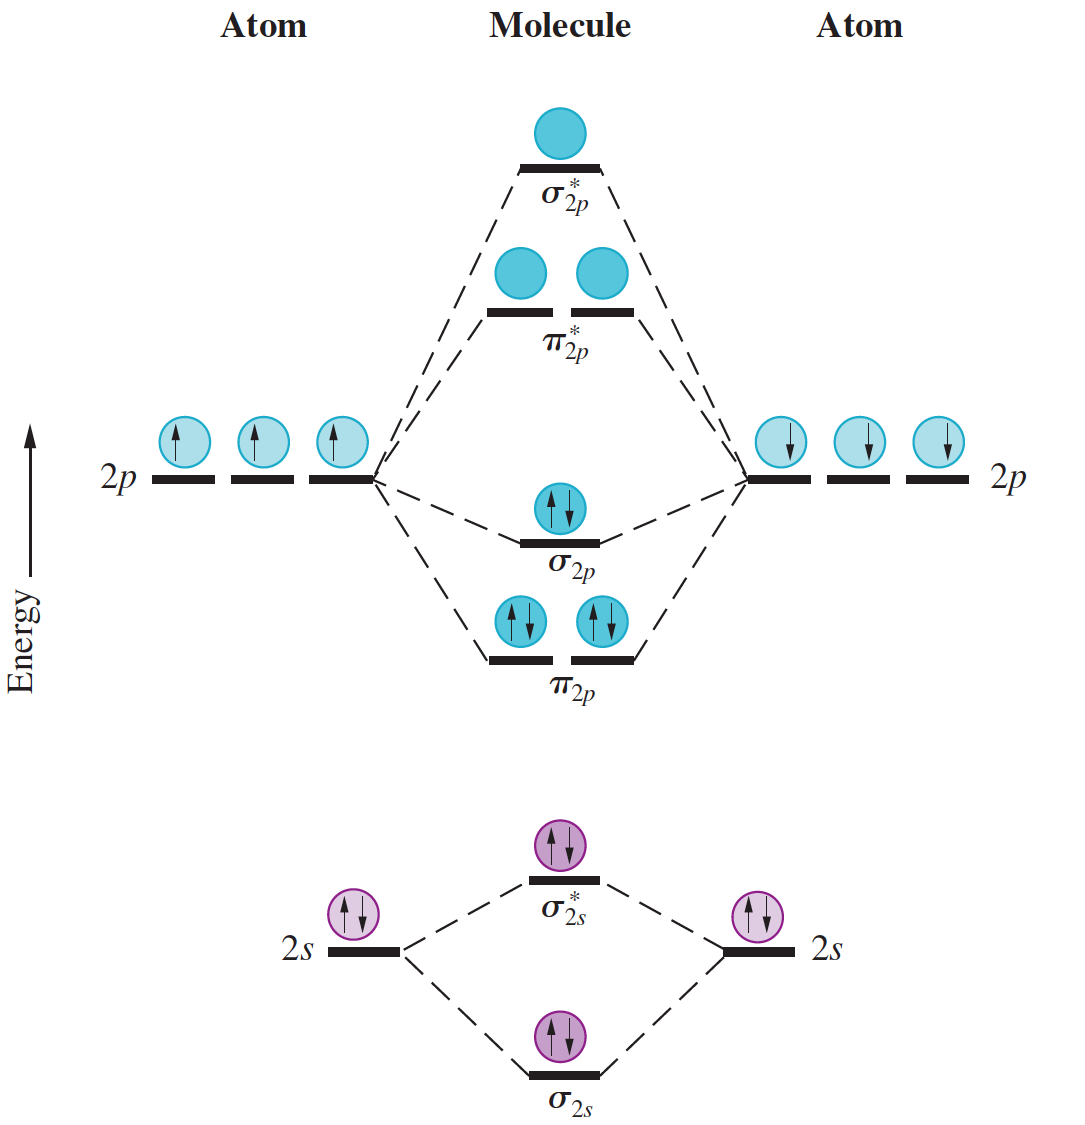 Atom Molecule Atom
σ*2p
π*2p
2p 2p
σ2p
Energy
π2p
σ*2s
2s 2s
σ2s